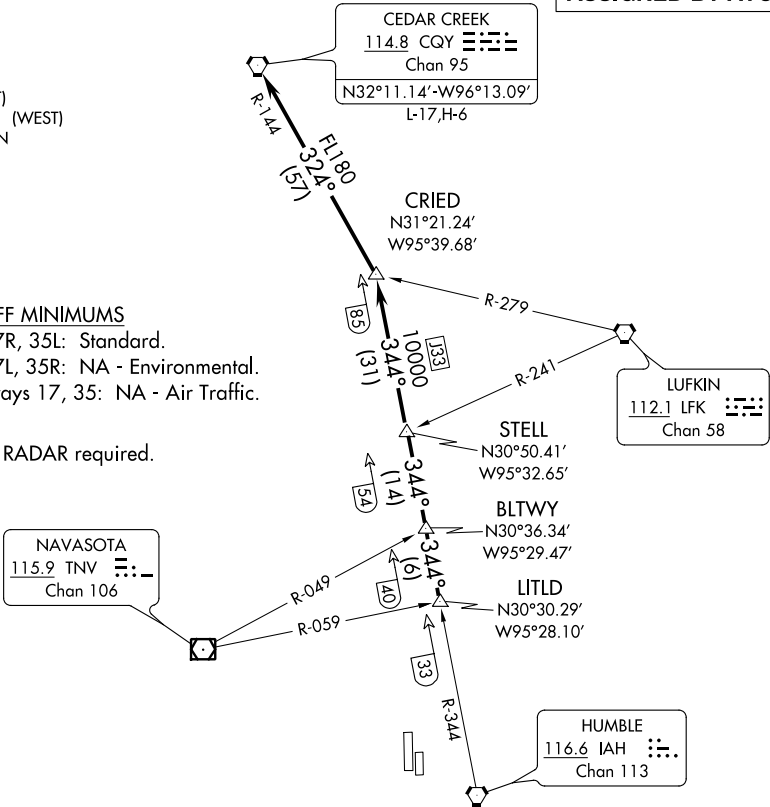 CEDAR CREEK
114.8 CQY
Chan 95
N32°11.14'-W96°13.09'
L-17,H-6
(WEST)
N
R-144
FL180
324°
(57)
CRIED
N31°21.24'
W95°39.68'
R-279
85
10000
J33
344°
(31)
R-241
LUFKIN
112.1 LFK
Chan 58
FF MINIMUMS
7R, 35L: Standard.
7L, 35R: NA - Environmental.
ays 17, 35: NA - Air Traffic.
RADAR required.
STELL
N30°50.41'
W95°32.65'
344°
(14)
54
BLTWY
N30°36.34'
W95°29.47'
344°
(6)
40
NAVASOTA
115.9 TNV
Chan 106
R-049
R-059
LITLD
N30°30.29'
W95°28.10'
33
R-344
HUMBLE
116.6 IAH
Chan 113